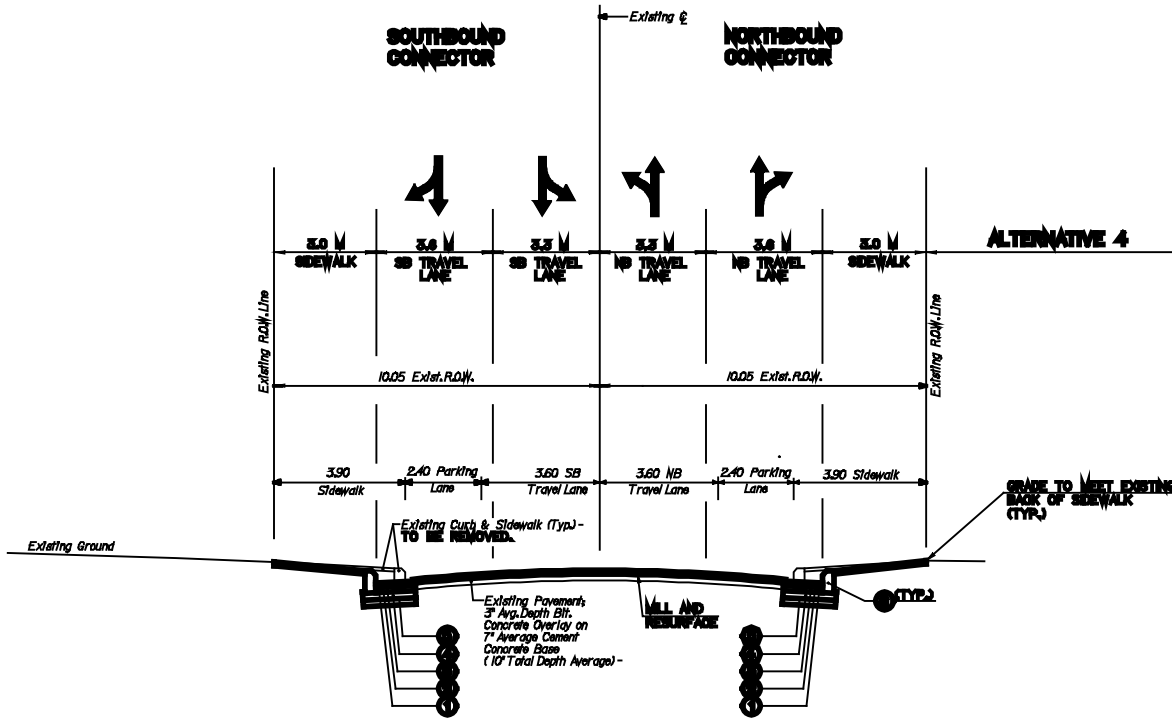 Existing ℄
SOUTHBOUND
CONNECTOR
NORTHBOUND
CONNECTOR
3.0 M
SIDEWALK
3.6 M
SB TRAVEL
LANE
3.3 M
SB TRAVEL
LANE
3.3 M
NB TRAVEL
LANE
3.6 M
NB TRAVEL
LANE
3.0 M
SIDEWALK
ALTERNATIVE 4
Existing R.O.W. Line
Existing R.O.W. Line
10.05 Exist. R.O.W.
10.05 Exist. R.O.W.
3.90
Sidewalk
2.40 Parking
Lane
3.60 SB
Travel Lane
3.60 NB
Travel Lane
2.40 Parking
Lane
3.90 Sidewalk
GRADE TO MEET EXISTING
BACK OF SIDEWALK
(TYP.)
Existing Curb & Sidewalk (Typ.) -
TO BE REMOVED.
Existing Ground
Existing Pavement;
3" Avg. Depth Bit.
Concrete Overlay on
7" Average Cement
Concrete Base
(10" Total Depth Average) -
MILL AND
RESURFACE
(TYP.)
1
1